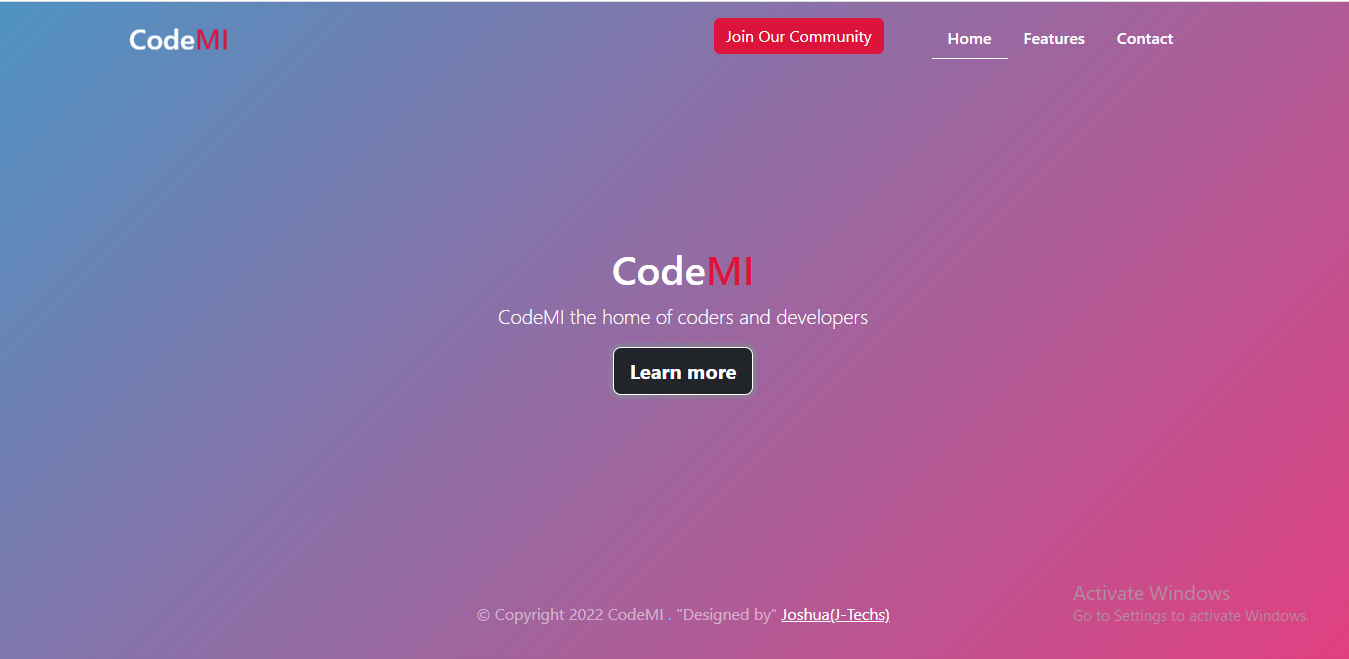 CodeMI
Join Our Community
Home
Features
Contact
CodeMI
CodeMI the home of coders and developers
Learn more
© Copyright 2022 CodeMI . "Designed by" Joshua(J-Techs)
Activate Windows
Go to Settings to activate Windows.